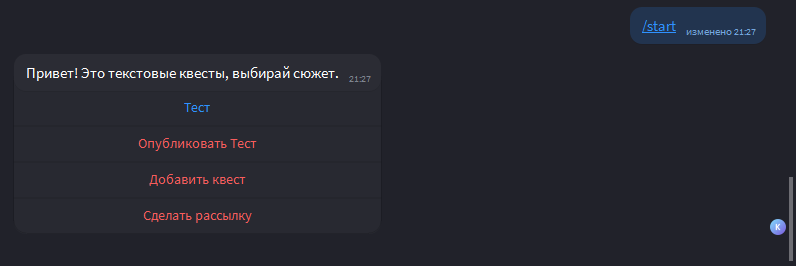 /start изменено 21:27
Привет! Это текстовые квесты, выбирай сюжет. 21:27
Тест
Опубликовать Тест
Добавить квест
Сделать рассылку
К